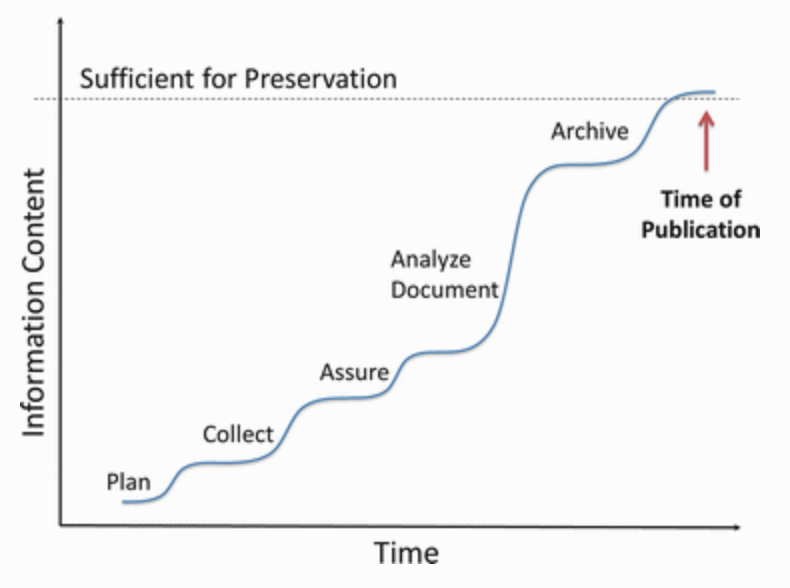 Sufficient for Preservation
Archive
Time of
Publication
Analyze
Document
Assure
Collect
Plan
Information Content
Time